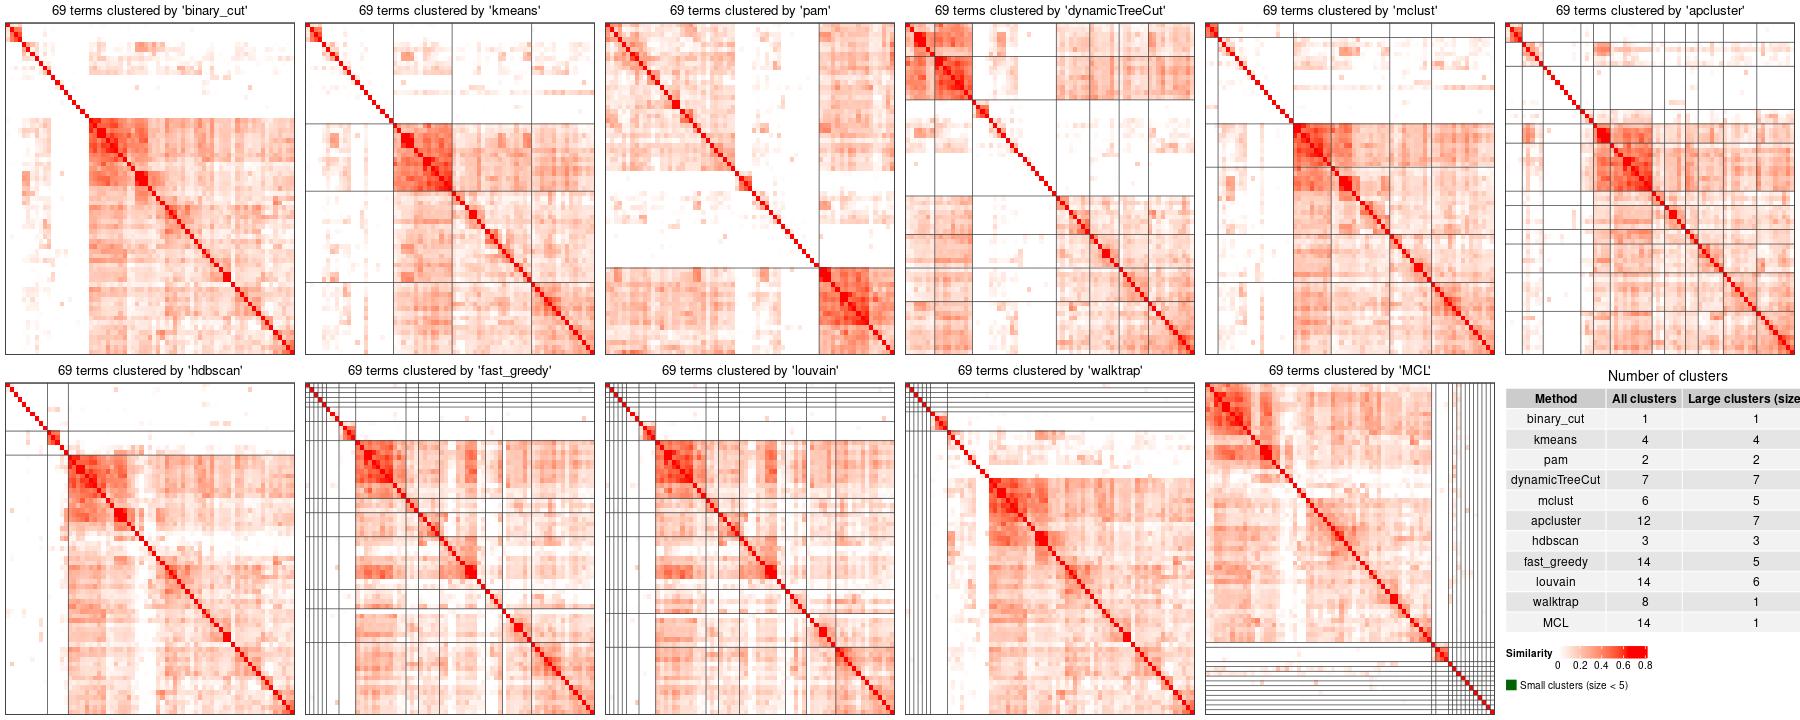 69 terms clustered by 'binary_cut'
69 terms clustered by 'kmeans'
69 terms clustered by 'pam'
69 terms clustered by 'dynamicTreeCut'
69 terms clustered by 'mclust'
69 terms clustered by 'apcluster'
69 terms clustered by 'hdbscan'
69 terms clustered by 'fast_greedy'
69 terms clustered by 'louvain'
69 terms clustered by 'walktrap'
69 terms clustered by 'MCL'
Number of clusters
Method All clusters Large clusters (size
binary_cut 1 1
kmeans 4 4
pam 2 2
dynamicTreeCut 7 7
mclust 6 5
apcluster 12 7
hdbscan 3 3
fast_greedy 14 5
louvain 14 6
walktrap 8 1
MCL 14 1
Similarity
0 0.2 0.4 0.6 0.8
Small clusters (size < 5)